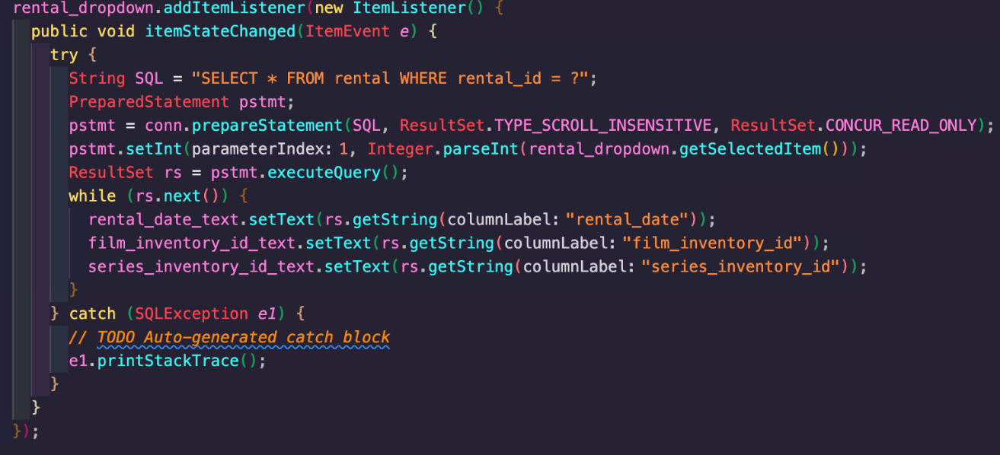 rental_dropdown.addItemListener(new ItemListener() {
public void itemStateChanged(ItemEvent e) {
try {
String SQL = "SELECT * FROM rental WHERE rental_id = ?";
PreparedStatement pstmt;
pstmt = conn.prepareStatement(SQL, ResultSet.TYPE_SCROLL_INSENSITIVE, ResultSet.CONCUR_READ_ONLY);
pstmt.setInt(parameterIndex: 1, Integer.parseInt(rental_dropdown.getSelectedItem()));
ResultSet rs = pstmt.executeQuery();
while (rs.next()) {
rental_date_text.setText(rs.getString(columnLabel: "rental_date"));
film_inventory_id_text.setText(rs.getString(columnLabel: "film_inventory_id"));
series_inventory_id_text.setText(rs.getString(columnLabel: "series_inventory_id"));
}
} catch (SQLException e1) {
// TODO Auto-generated catch block
e1.printStackTrace();
}
}
});